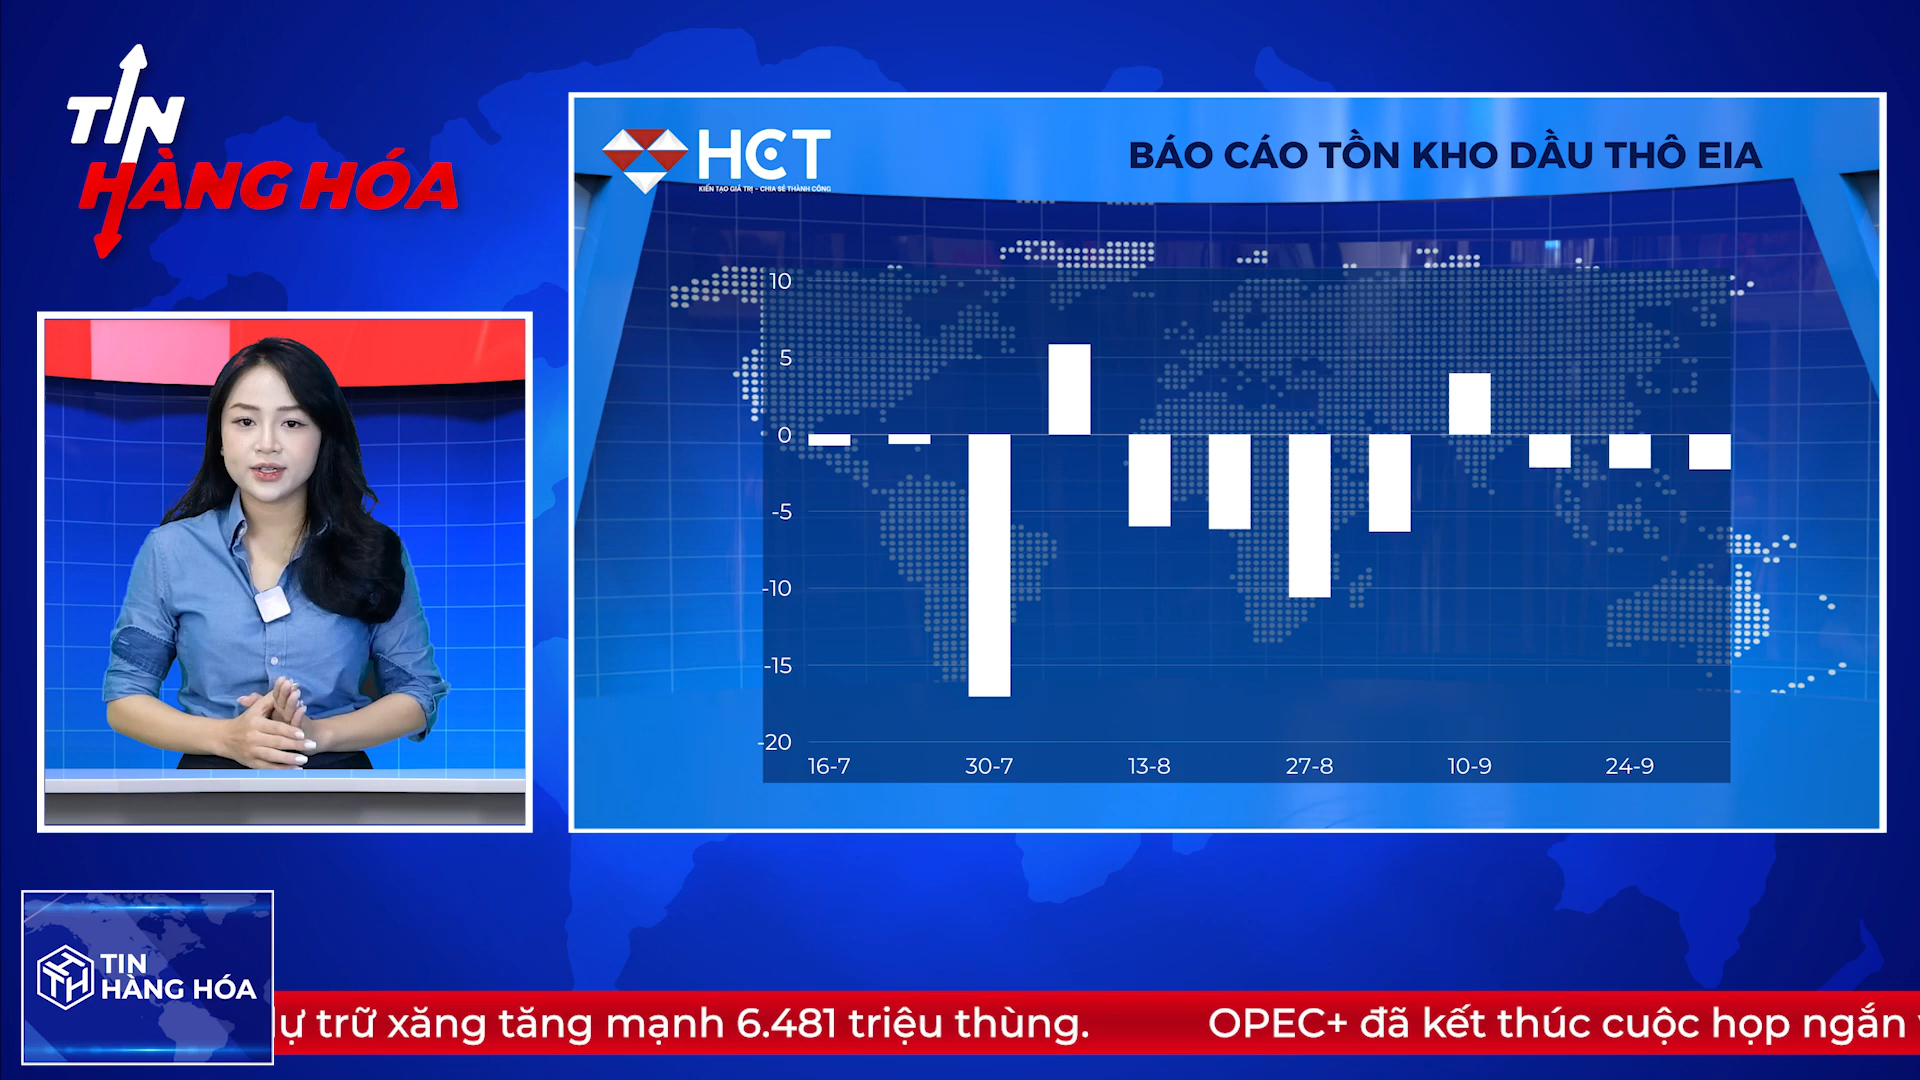 TIN
HÀNG HÓA
HCT
KIẾN TẠO GIÁ TRỊ - CHIA SẺ THÀNH CÔNG
BÁO CÁO TỒN KHO DẦU THÔ EIA
10
5
0
-5
-10
-15
-20
16-7 30-7 13-8 27-8 10-9 24-9
TIN
HÀNG HÓA
trữ xăng tăng mạnh 6.481 triệu thùng. OPEC+ đã kết thúc cuộc họp ngắn